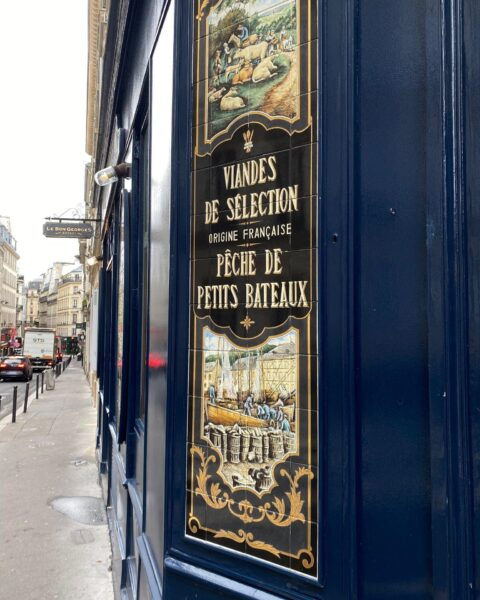 VIANDES
DE SÉLECTION
ORIGINE FRANÇAISE
PÊCHE DE
PETITS BATEAUX
LE BON GEORGES